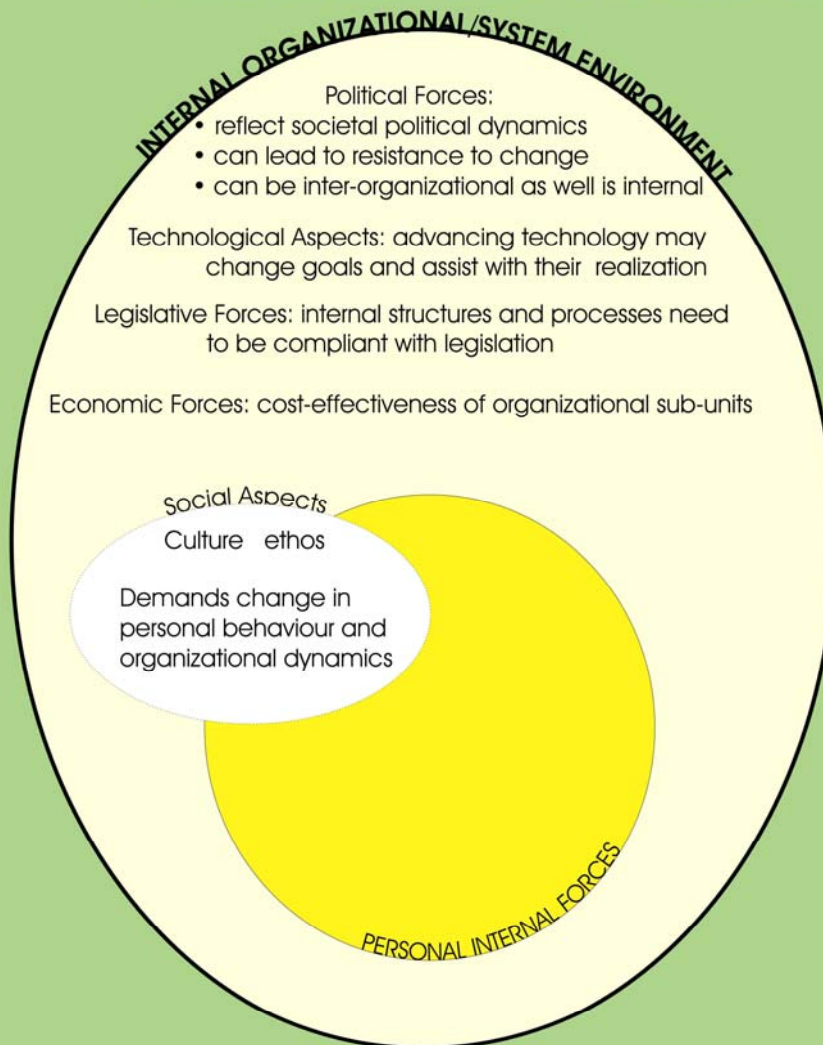 INTERNAL ORGANIZATIONAL/SYSTEM ENVIRONMENT
Political Forces:
• reflect societal political dynamics
• can lead to resistance to change
• can be inter-organizational as well is internal
Technological Aspects: advancing technology may
change goals and assist with their realization
Legislative Forces: internal structures and processes need
to be compliant with legislation
Economic Forces: cost-effectiveness of organizational sub-units
Social Aspects
Culture ethos
Demands change in
personal behaviour and
organizational dynamics
PERSONAL INTERNAL FORCES